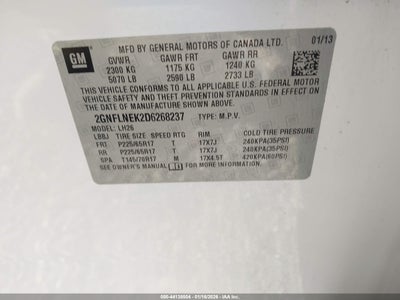 GM
MFD BY GENERAL MOTORS OF CANADA LTD.
01/13
GVWR GAWR FRT GAWR RR
2300 KG 1175 KG 1240 KG
5070 LB 2590 LB 2733 LB
THIS VEHICLE CONFORMS TO ALL APPLICABLE U.S. FEDERAL MOTOR
VEHICLE SAFETY AND THEFT PREVENTION STANDARDS IN EFFECT ON THE
DATE OF MANUFACTURE SHOWN ABOVE.
2GNFLNEK2D6268237 TYPE: M.P.V.
MODEL: LH26
TIRE SIZE SPEED RTG RIM COLD TIRE PRESSURE
FRT P225/65R17 T 17X7J 240KPA(35PSI)
RR P225/65R17 T 17X7J 240KPA(35PSI)
SPA T145/70R17 M 17X4.5T 420KPA(60PSI)
SEE OWNERS MANUAL FOR MORE INFORMATION.